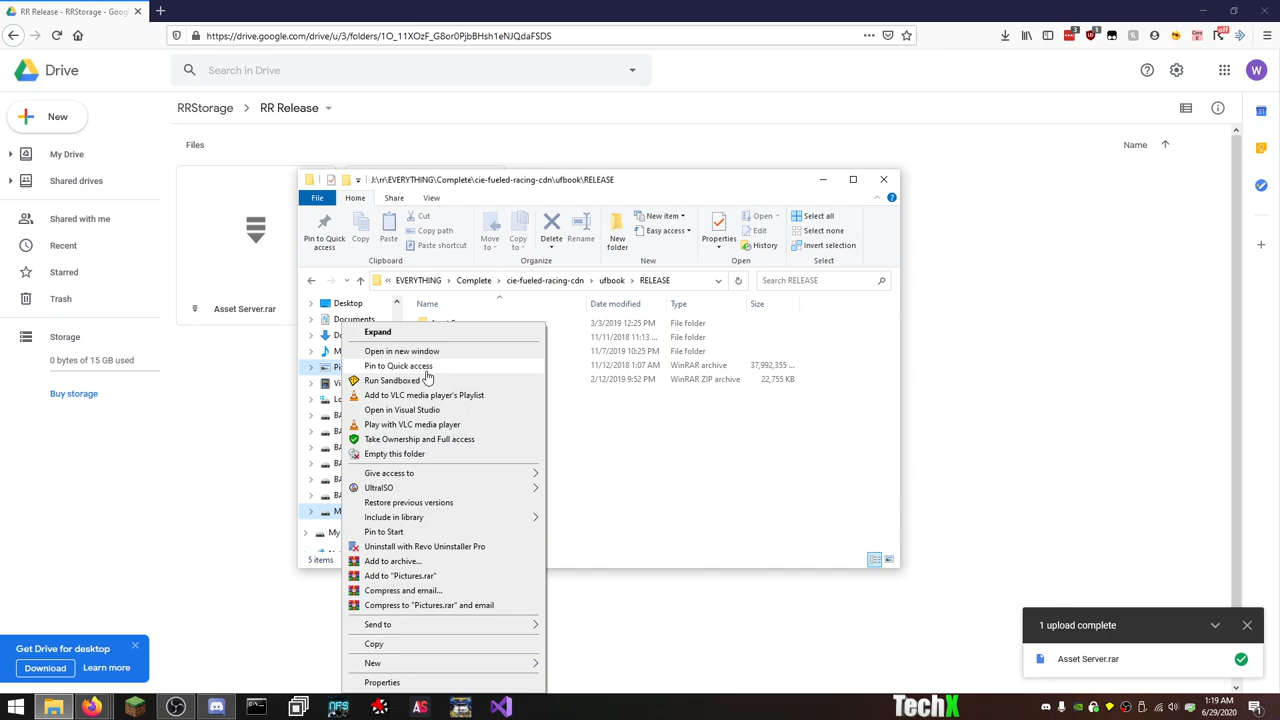 RR Release - RRStorage - Goog
https://drive.google.com/drive/u/3/folders/1O_11XOzF_G8or0PjbBHsh1eNJQdaFSDS
Drive
Search in Drive
W
New
RRStorage > RR Release
My Drive
Files
Name
Shared drives
Shared with me
Recent
Starred
Trash
Storage
0 bytes of 15 GB used
Buy storage
Asset Server.rar
J:\rr\EVERYTHING\Complete\cie-fueled-racing-cdn\ufbook\RELEASE
File
Home
Share
View
Pin to Quick access
Copy
Paste
Cut
Copy path
Paste shortcut
Clipboard
Move to
Copy to
Delete
Rename
Organize
New folder
New item
Easy access
New
Properties
Open
Edit
History
Open
Select all
Select none
Invert selection
Select
EVERYTHING > Complete > cie-fueled-racing-cdn > ufbook > RELEASE
Search RELEASE
Desktop
Documents
Name
Date modified
Type
Size
3/3/2019 12:25 PM File folder
11/11/2018 11:13 ... File folder
11/7/2019 10:25 PM File folder
11/12/2018 1:07 AM WinRAR archive 37,992,355 ...
2/12/2019 9:52 PM WinRAR ZIP archive 22,755 KB
5 items
Expand
Open in new window
Pin to Quick access
Run Sandboxed
Add to VLC media player's Playlist
Open in Visual Studio
Play with VLC media player
Take Ownership and Full access
Empty this folder
Give access to
UltraISO
Restore previous versions
Include in library
Pin to Start
Uninstall with Revo Uninstaller Pro
Add to archive...
Add to "Pictures.rar"
Compress and email...
Compress to "Pictures.rar" and email
Send to
Copy
New
Properties
Get Drive for desktop
Download
Learn more
1 upload complete
Asset Server.rar
TechX
1:19 AM
6/29/2020